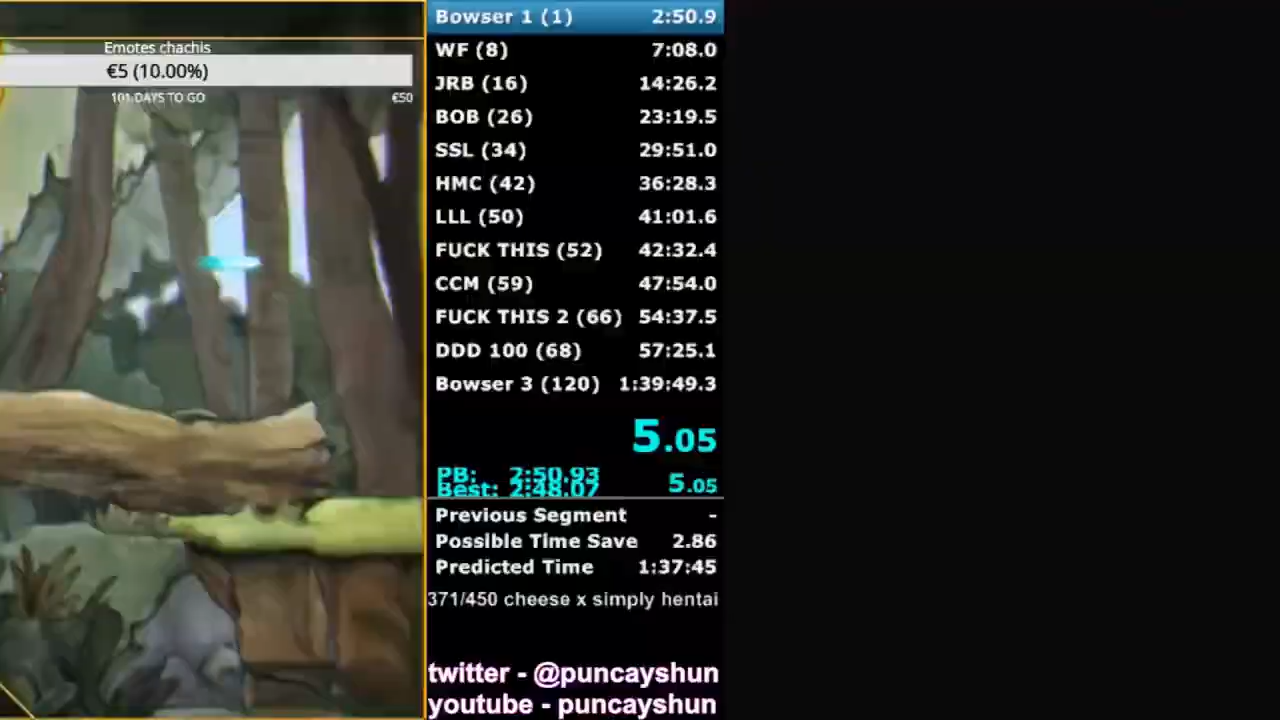 Emotes chachis
€5 (10.00%)
101 DAYS TO GO €50
Bowser 1 (1) 2:50.9
WF (8) 7:08.0
JRB (16) 14:26.2
BOB (26) 23:19.5
SSL (34) 29:51.0
HMC (42) 36:28.3
LLL (50) 41:01.6
FUCK THIS (52) 42:32.4
CCM (59) 47:54.0
FUCK THIS 2 (66) 54:37.5
DDD 100 (68) 57:25.1
Bowser 3 (120) 1:39:49.3
5.05
PB: 2:50.93
Best: 2:48.07 5.05
Previous Segment -
Possible Time Save 2.86
Predicted Time 1:37:45
371/450 cheese x simply hentai
twitter - @puncayshun
youtube - puncayshun